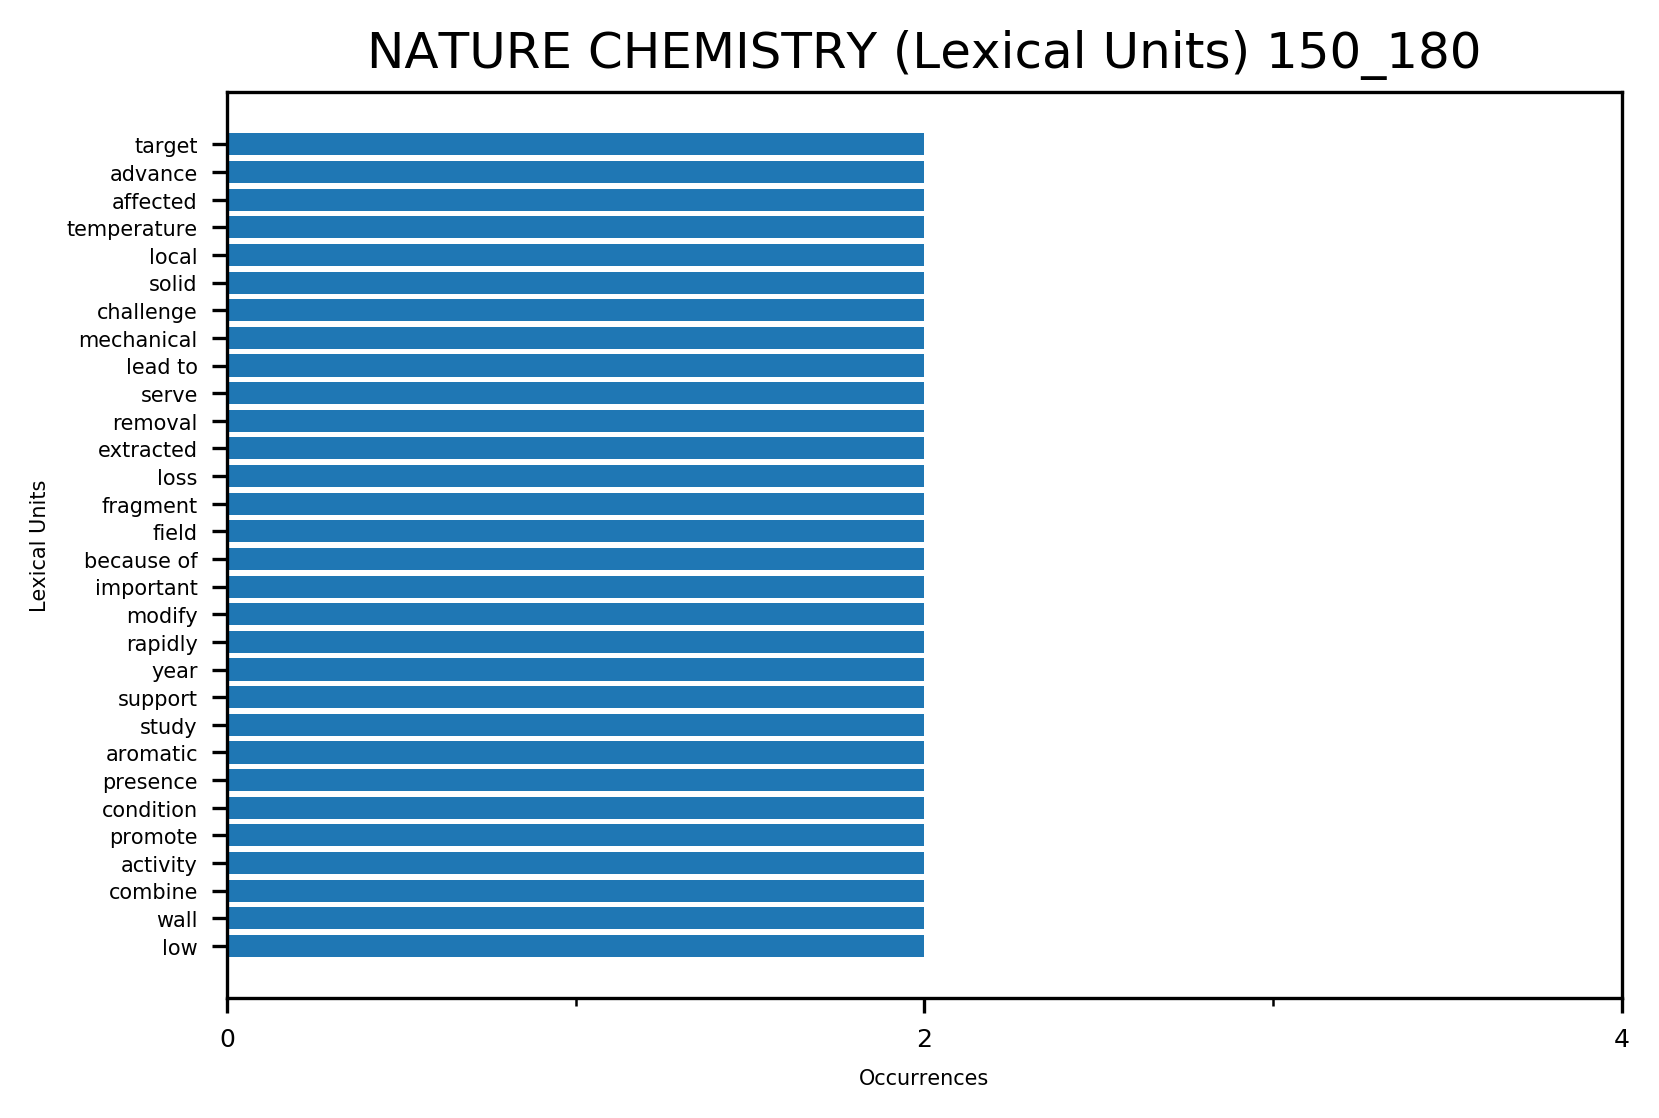 NATURE CHEMISTRY (Lexical Units) 150_180
target
advance
affected
temperature
local
solid
challenge
mechanical
lead to
serve
removal
extracted
loss
fragment
field
because of
important
modify
rapidly
year
support
study
aromatic
presence
condition
promote
activity
combine
wall
low
Lexical Units
0 2 4
Occurrences